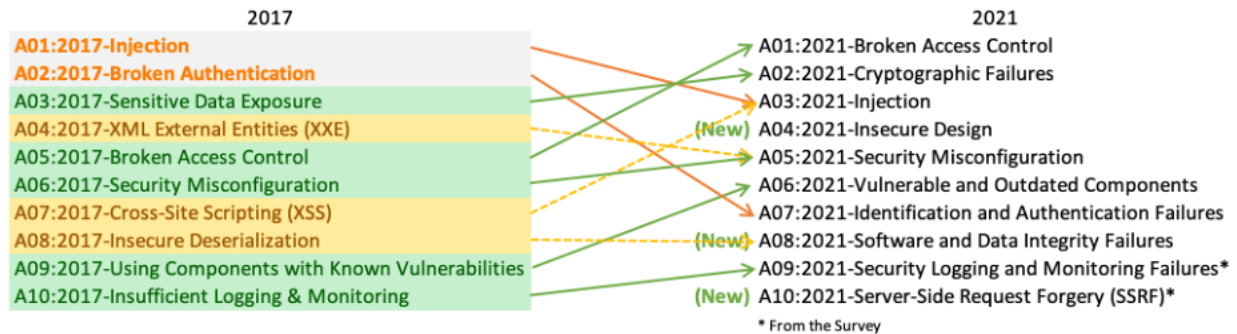 2017
2021
A01:2017-Injection
A01:2021-Broken Access Control
A02:2017-Broken Authentication
A02:2021-Cryptographic Failures
A03:2017-Sensitive Data Exposure
A03:2021-Injection
A04:2017-XML External Entities (XXE)
(New) A04:2021-Insecure Design
A05:2017-Broken Access Control
A05:2021-Security Misconfiguration
A06:2017-Security Misconfiguration
A06:2021-Vulnerable and Outdated Components
A07:2017-Cross-Site Scripting (XSS)
A07:2021-Identification and Authentication Failures
A08:2017-Insecure Deserialization
(New) A08:2021-Software and Data Integrity Failures
A09:2017-Using Components with Known Vulnerabilities
A09:2021-Security Logging and Monitoring Failures*
A10:2017-Insufficient Logging & Monitoring
(New) A10:2021-Server-Side Request Forgery (SSRF)*
* From the Survey